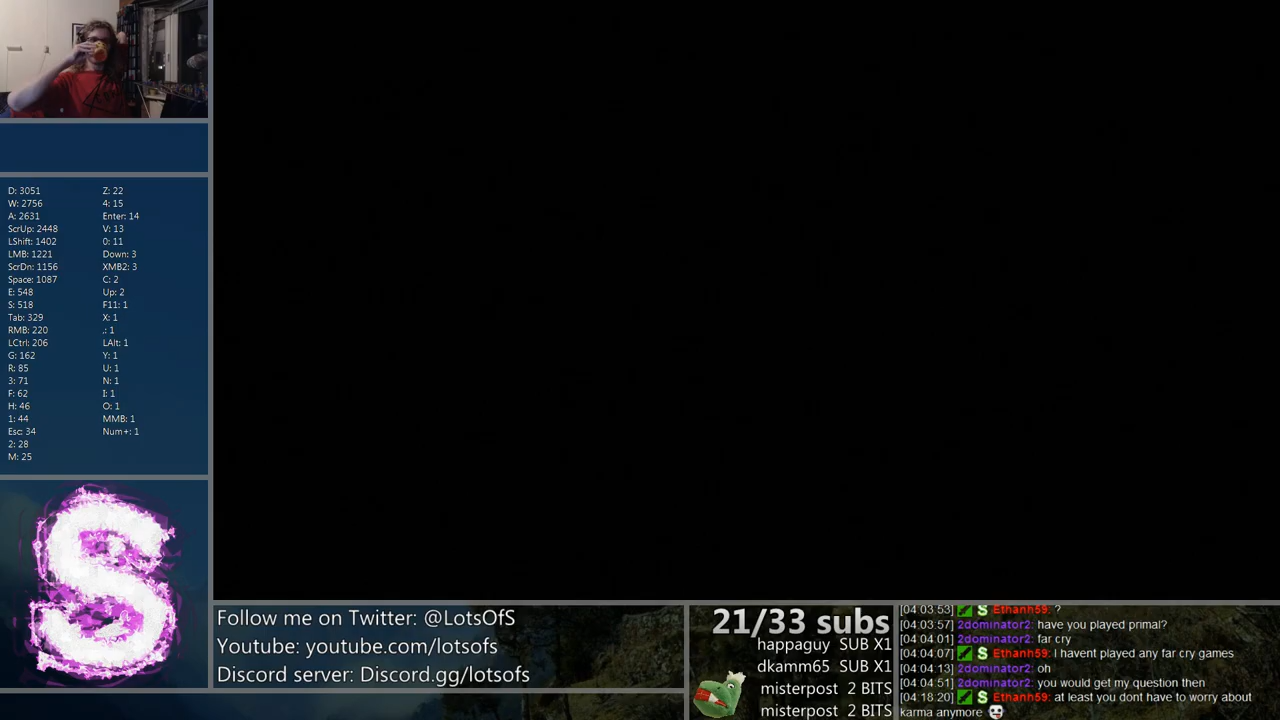 D: 3051
W: 2756
A: 2631
ScrUp: 2448
LShift: 1402
LMB: 1221
ScrDn: 1156
Space: 1087
E: 548
S: 518
Tab: 329
RMB: 220
LCtrl: 206
G: 162
R: 85
3: 71
F: 62
H: 46
1: 44
Esc: 34
2: 28
M: 25
Z: 22
4: 15
Enter: 14
V: 13
0: 11
Down: 3
XMB2: 3
C: 2
Up: 2
F11: 1
X: 1
.: 1
LAlt: 1
Y: 1
U: 1
N: 1
I: 1
O: 1
MMB: 1
Num+: 1
S
Follow me on Twitter: @LotsOfS
Youtube: youtube.com/lotsofs
Discord server: Discord.gg/lotsofs
21/33 subs
happaguy SUB X1
dkamm65 SUB X1
misterpost 2 BITS
misterpost 2 BITS
[04:03:53] S Ethanh59: ?
[04:03:57] 2dominator2: have you played primal?
[04:04:01] 2dominator2: far cry
[04:04:07] S Ethanh59: I havent played any far cry games
[04:04:13] 2dominator2: oh
[04:04:51] 2dominator2: you would get my question then
[04:18:20] S Ethanh59: at least you dont have to worry about
karma anymore